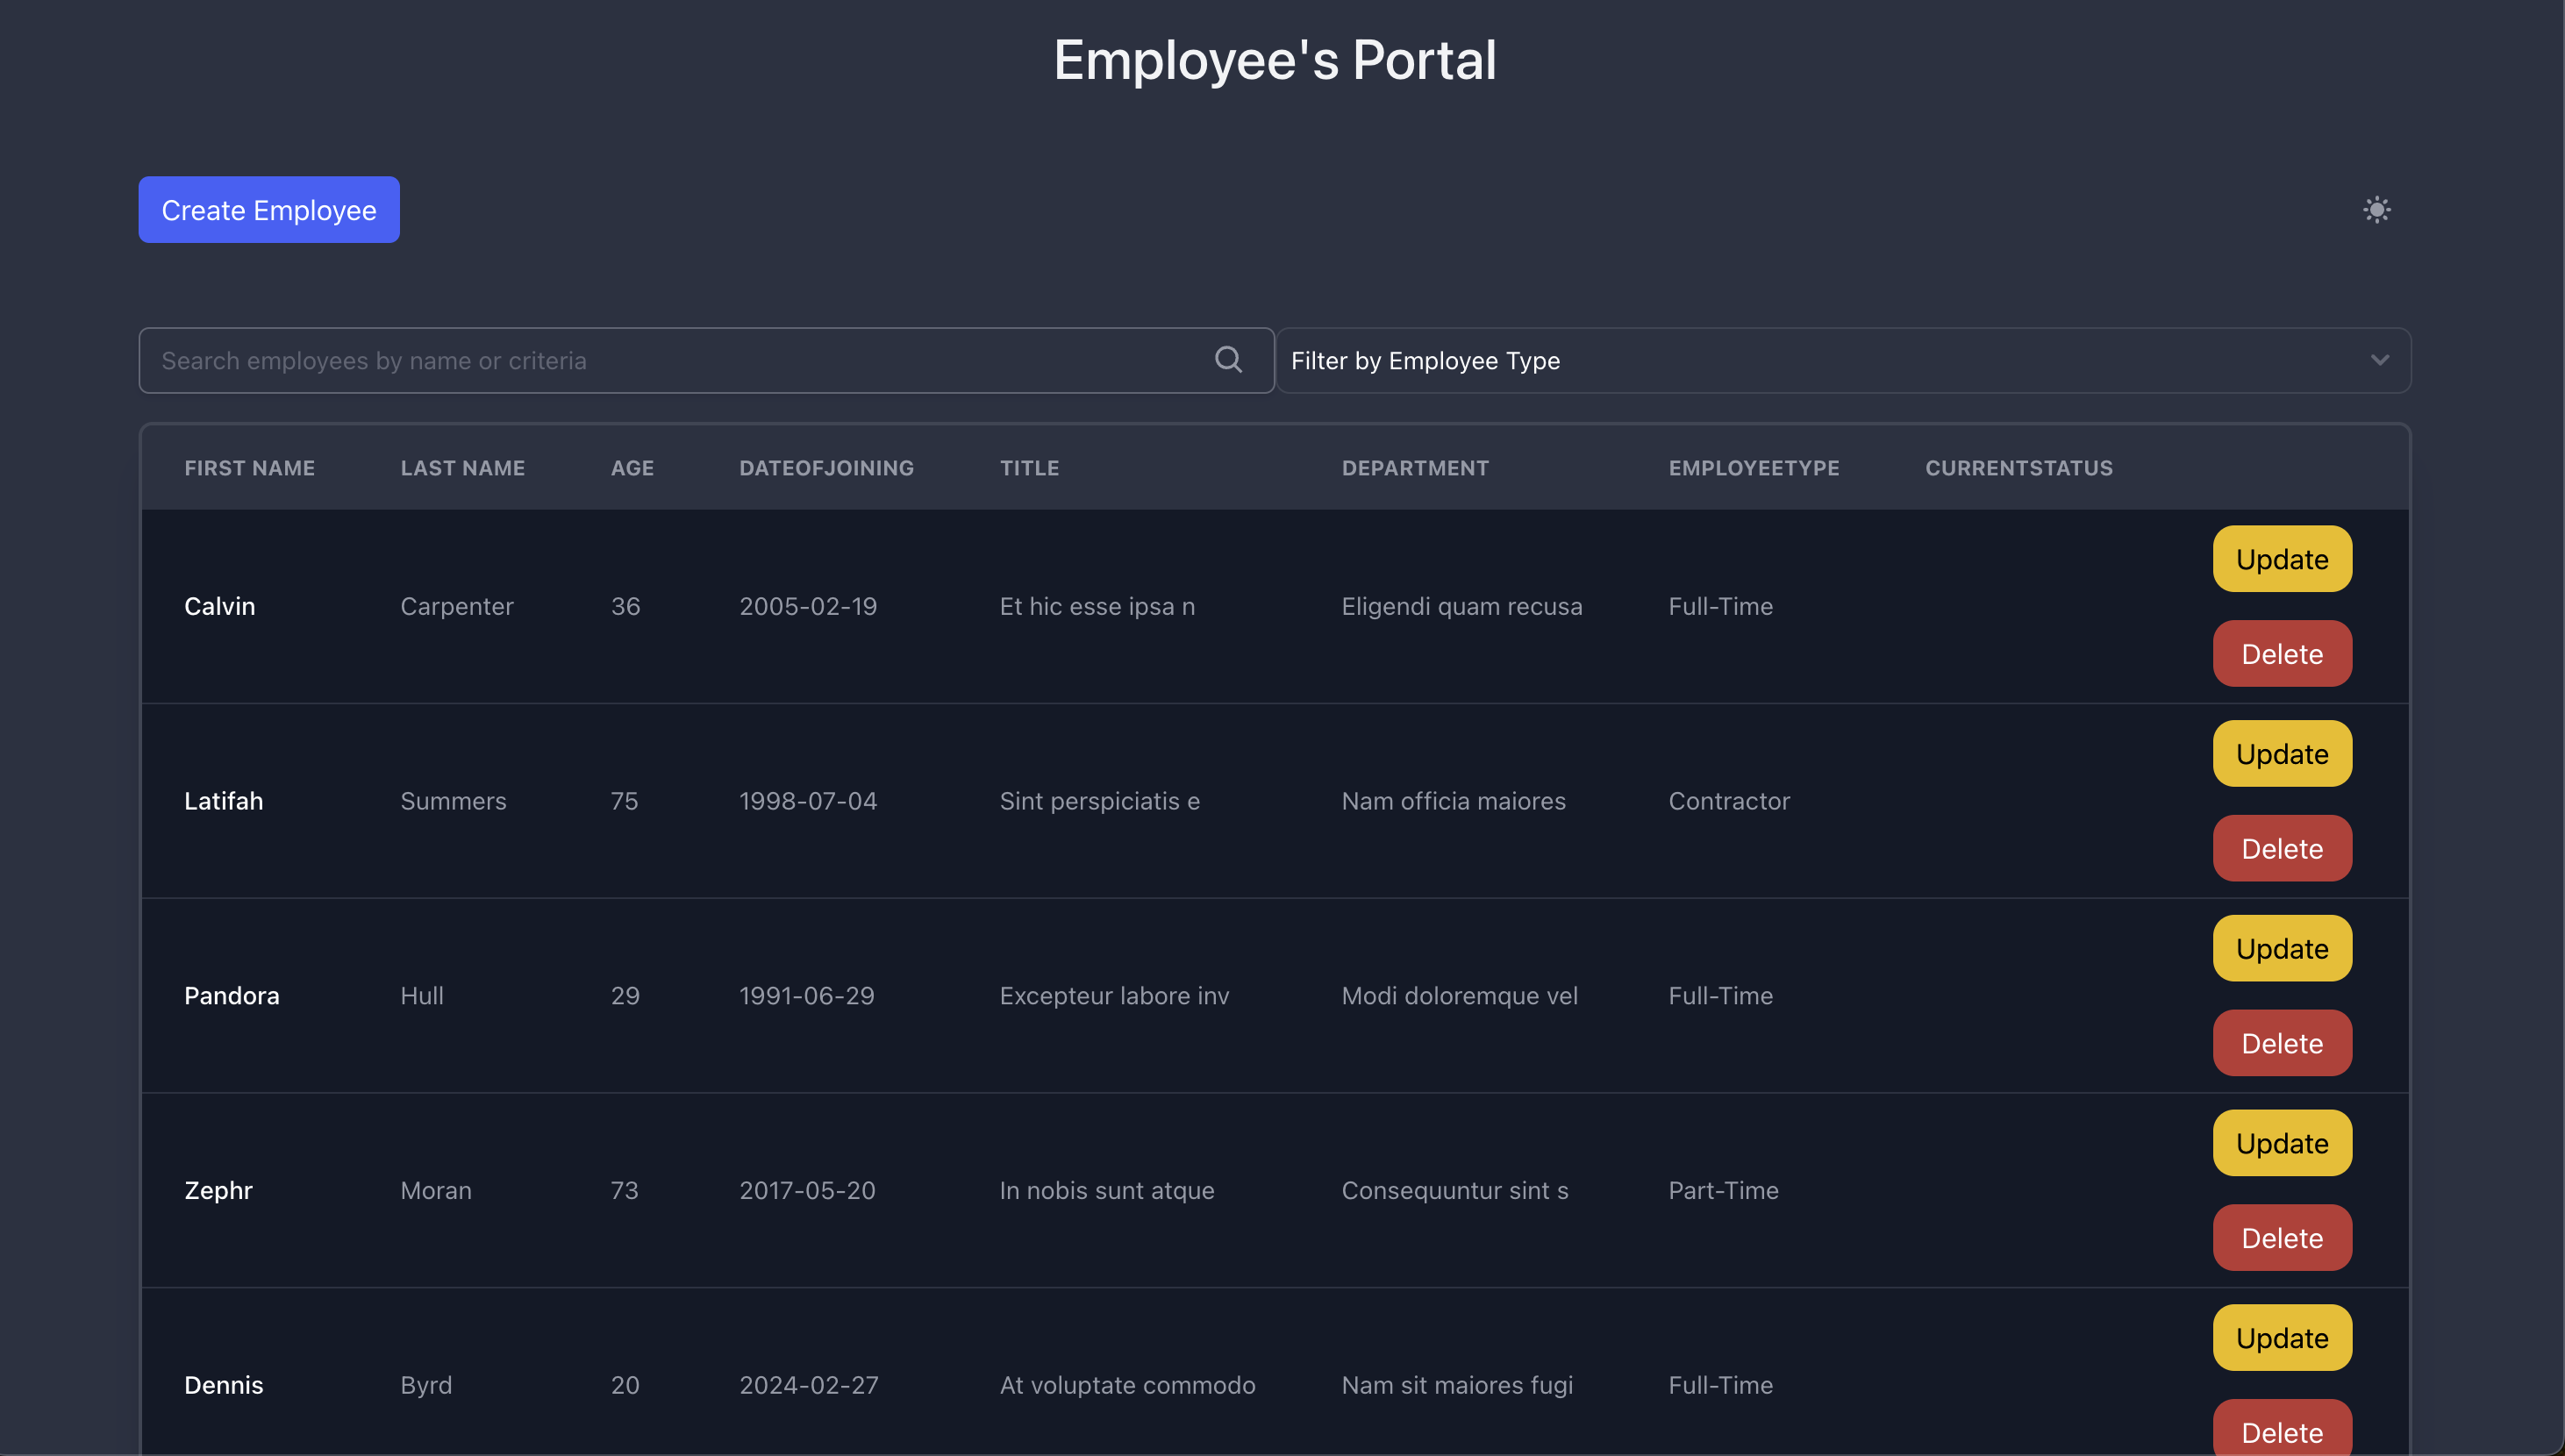 Employee's Portal
Create Employee
Search employees by name or criteria
Filter by Employee Type
FIRST NAME LAST NAME AGE DATEOFJOINING TITLE DEPARTMENT EMPLOYEETYPE CURRENTSTATUS
Update
Calvin Carpenter 36 2005-02-19 Et hic esse ipsa n Eligendi quam recusa Full-Time
Delete
Update
Latifah Summers 75 1998-07-04 Sint perspiciatis e Nam officia maiores Contractor
Delete
Update
Pandora Hull 29 1991-06-29 Excepteur labore inv Modi doloremque vel Full-Time
Delete
Update
Zephr Moran 73 2017-05-20 In nobis sunt atque Consequuntur sint s Part-Time
Delete
Update
Dennis Byrd 20 2024-02-27 At voluptate commodo Nam sit maiores fugi Full-Time
Delete